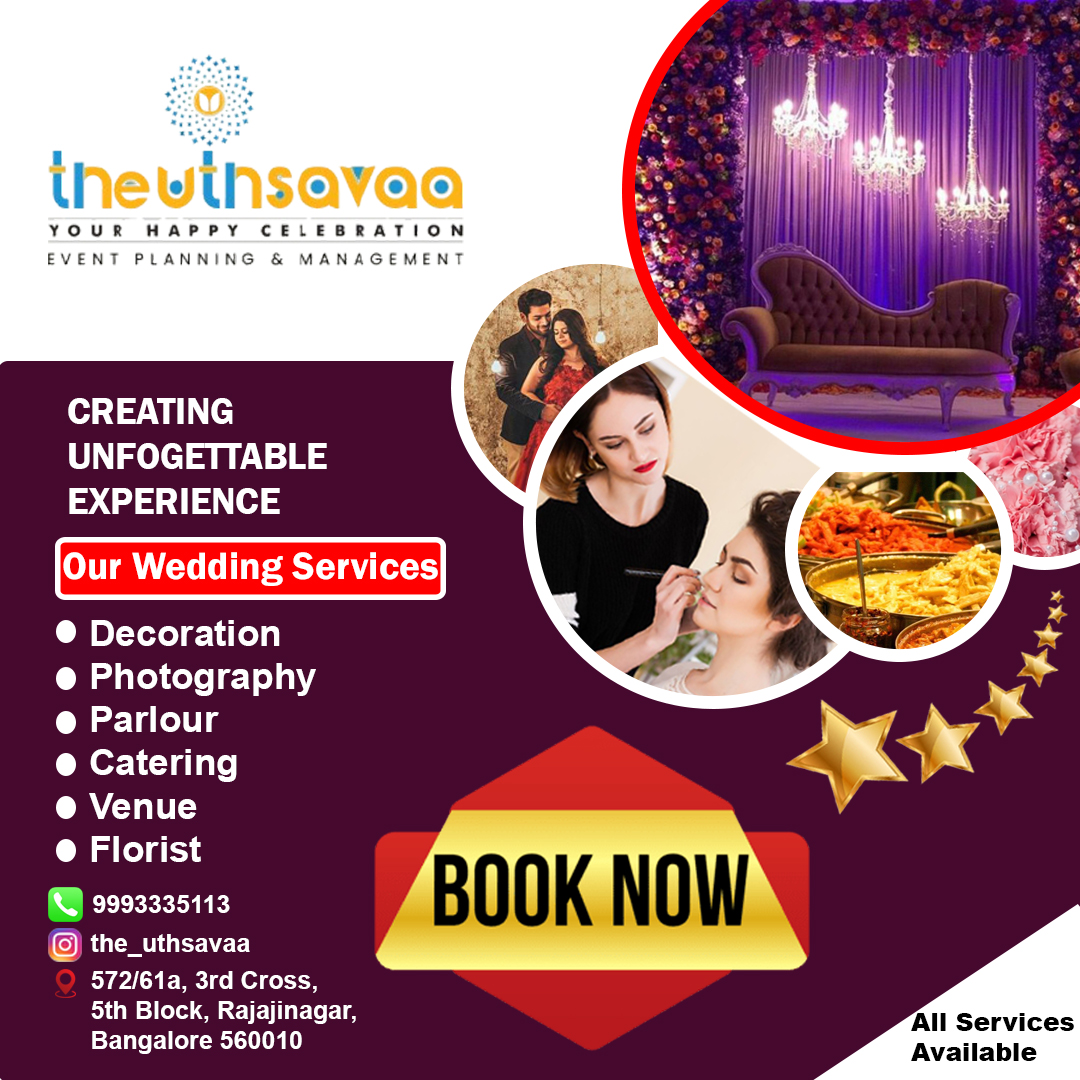 theuthsavaa
YOUR HAPPY CELEBRATION
EVENT PLANNING & MANAGEMENT
CREATING
UNFOGETTABLE
EXPERIENCE
Our Wedding Services
Decoration
Photography
Parlour
Catering
Venue
Florist
9993335113
the_uthsavaa
572/61a, 3rd Cross,
5th Block, Rajajinagar,
Bangalore 560010
BOOK NOW
All Services
Available